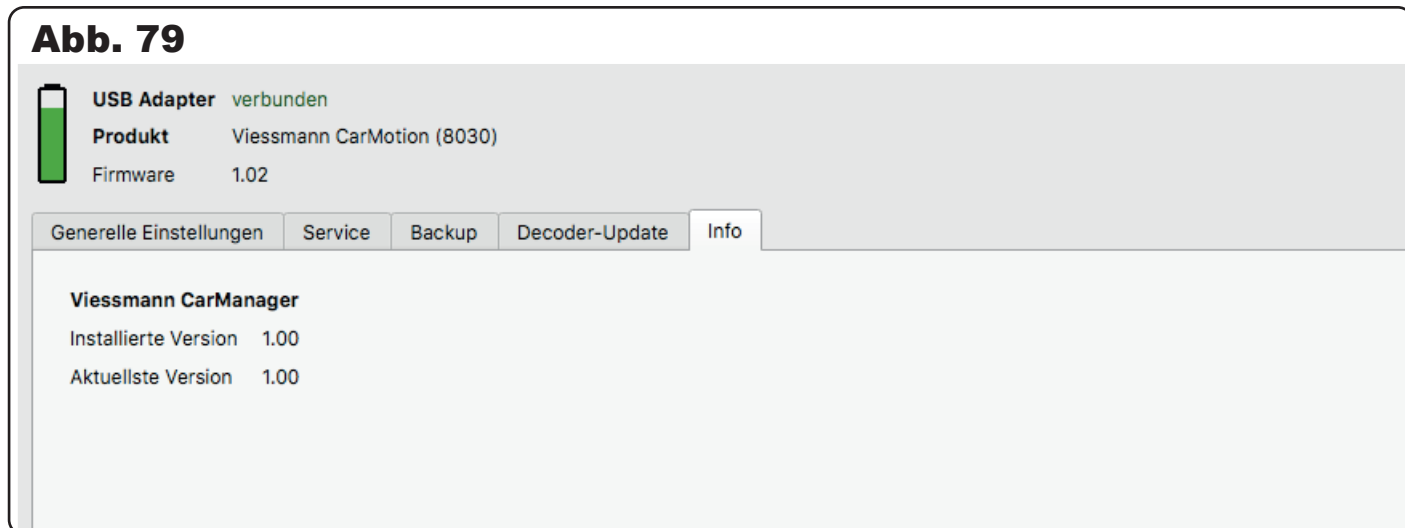 Abb. 79
USB Adapter verbunden
Produkt Viessmann CarMotion (8030)
Firmware 1.02
Generelle Einstellungen Service Backup Decoder-Update Info
Viessmann CarManager
Installierte Version 1.00
Aktuellste Version 1.00